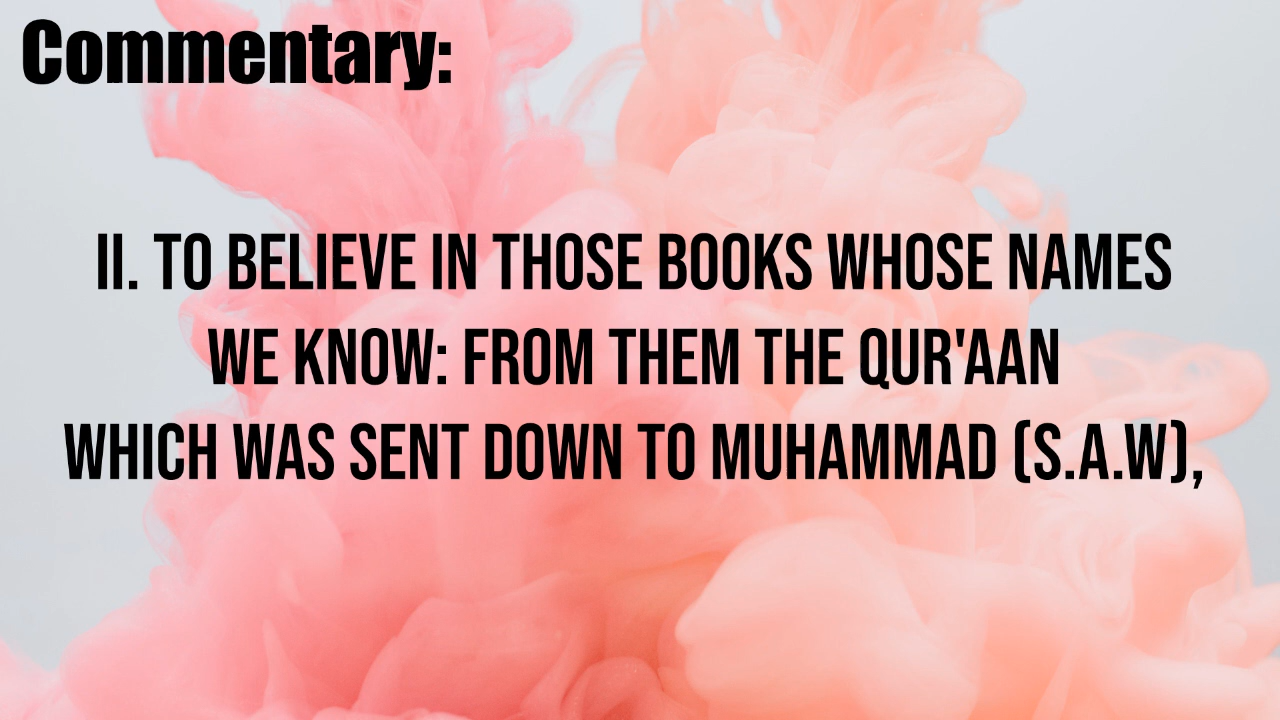 Commentary:
II. TO BELIEVE IN THOSE BOOKS WHOSE NAMES
WE KNOW: FROM THEM THE QUR'AAN
WHICH WAS SENT DOWN TO MUHAMMAD (S.A.W),